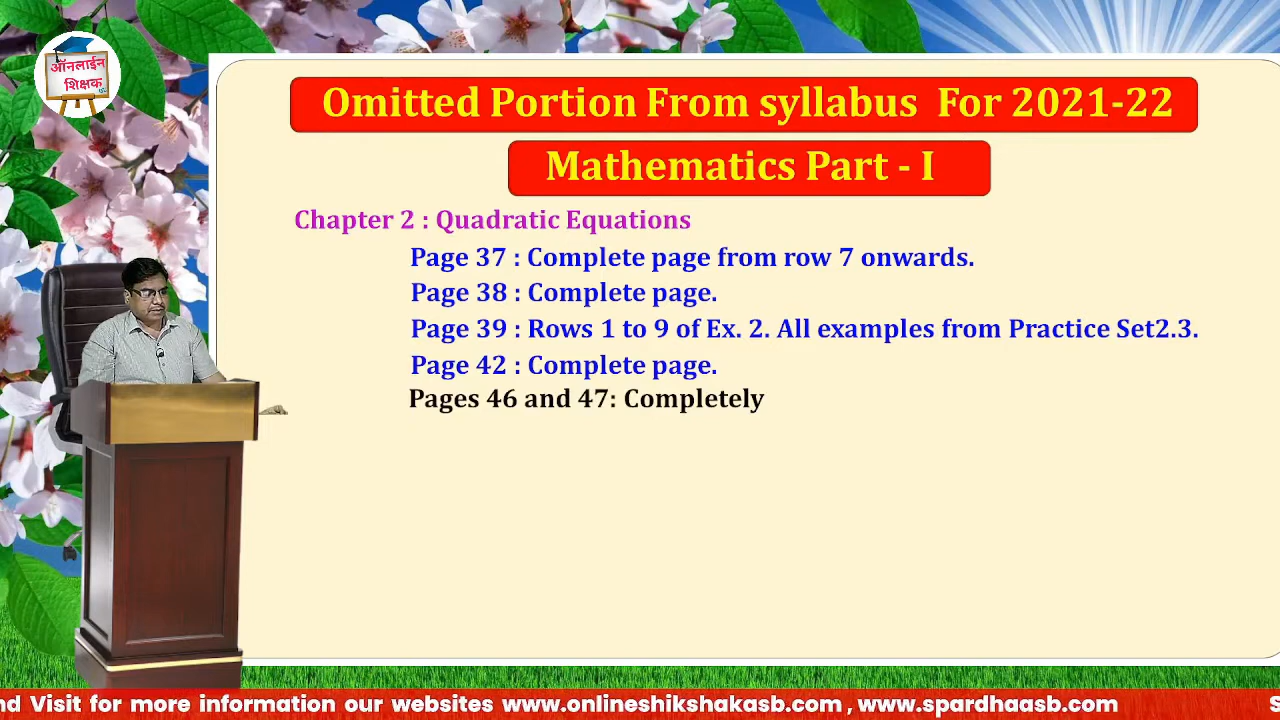 ऑनलाईन
शिक्षक
Omitted Portion From syllabus For 2021-22
Mathematics Part - I
Chapter 2 : Quadratic Equations
Page 37 : Complete page from row 7 onwards.
Page 38 : Complete page.
Page 39 : Rows 1 to 9 of Ex. 2. All examples from Practice Set2.3.
Page 42 : Complete page.
Pages 46 and 47: Completely
nd Visit for more information our websites www.onlineshikshakasb.com , www.spardhaasb.com S